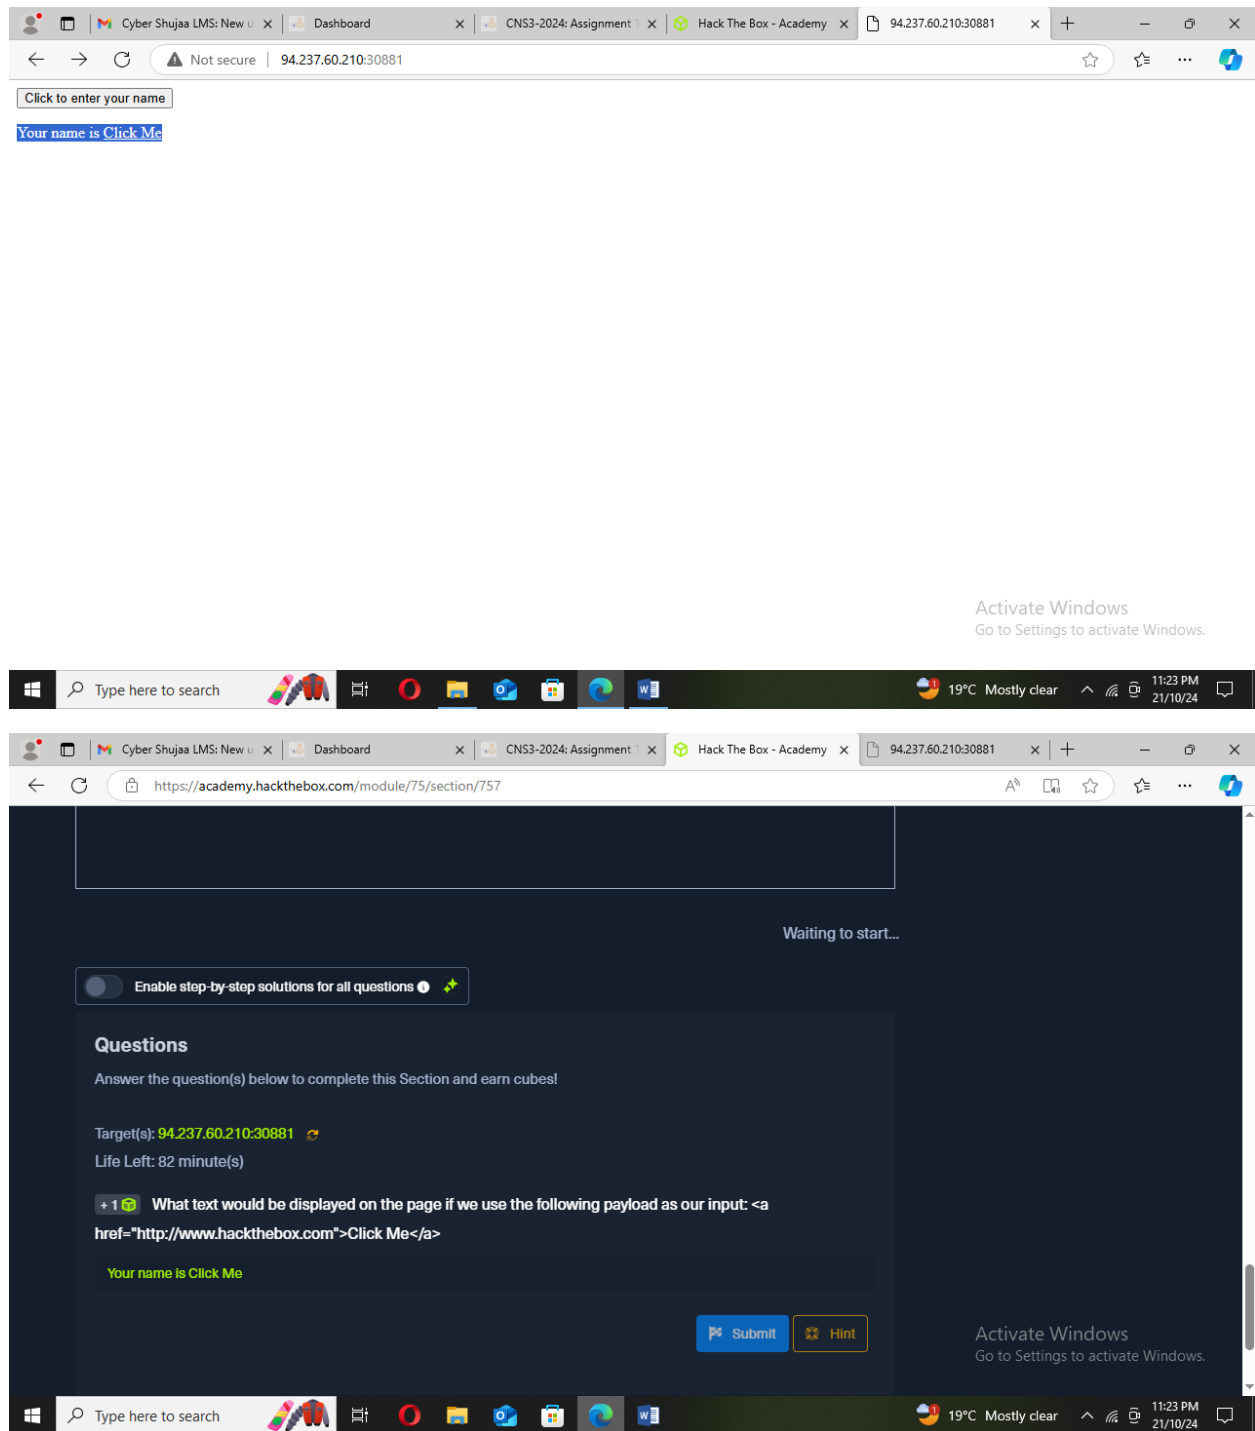 Cyber Shujaa LMS: New u
Dashboard
CNS3-2024: Assignment 1
Hack The Box - Academy
94.237.60.210:30881
Not secure
94.237.60.210:30881
Click to enter your name
Your name is Click Me
Activate Windows
Go to Settings to activate Windows.
Type here to search
19°C Mostly clear
11:23 PM
21/10/24
Cyber Shujaa LMS: New u
Dashboard
CNS3-2024: Assignment 1
Hack The Box - Academy
94.237.60.210:30881
https://academy.hackthebox.com/module/75/section/757
Waiting to start...
Enable step-by-step solutions for all questions
Questions
Answer the question(s) below to complete this Section and earn cubes!
Target(s): 94.237.60.210:30881
Life Left: 82 minute(s)
+ 1 What text would be displayed on the page if we use the following payload as our input: <a
href="http://www.hackthebox.com">Click Me</a>
Your name is Click Me
Submit
Hint
Activate Windows
Go to Settings to activate Windows.
Type here to search
19°C Mostly clear
11:23 PM
21/10/24